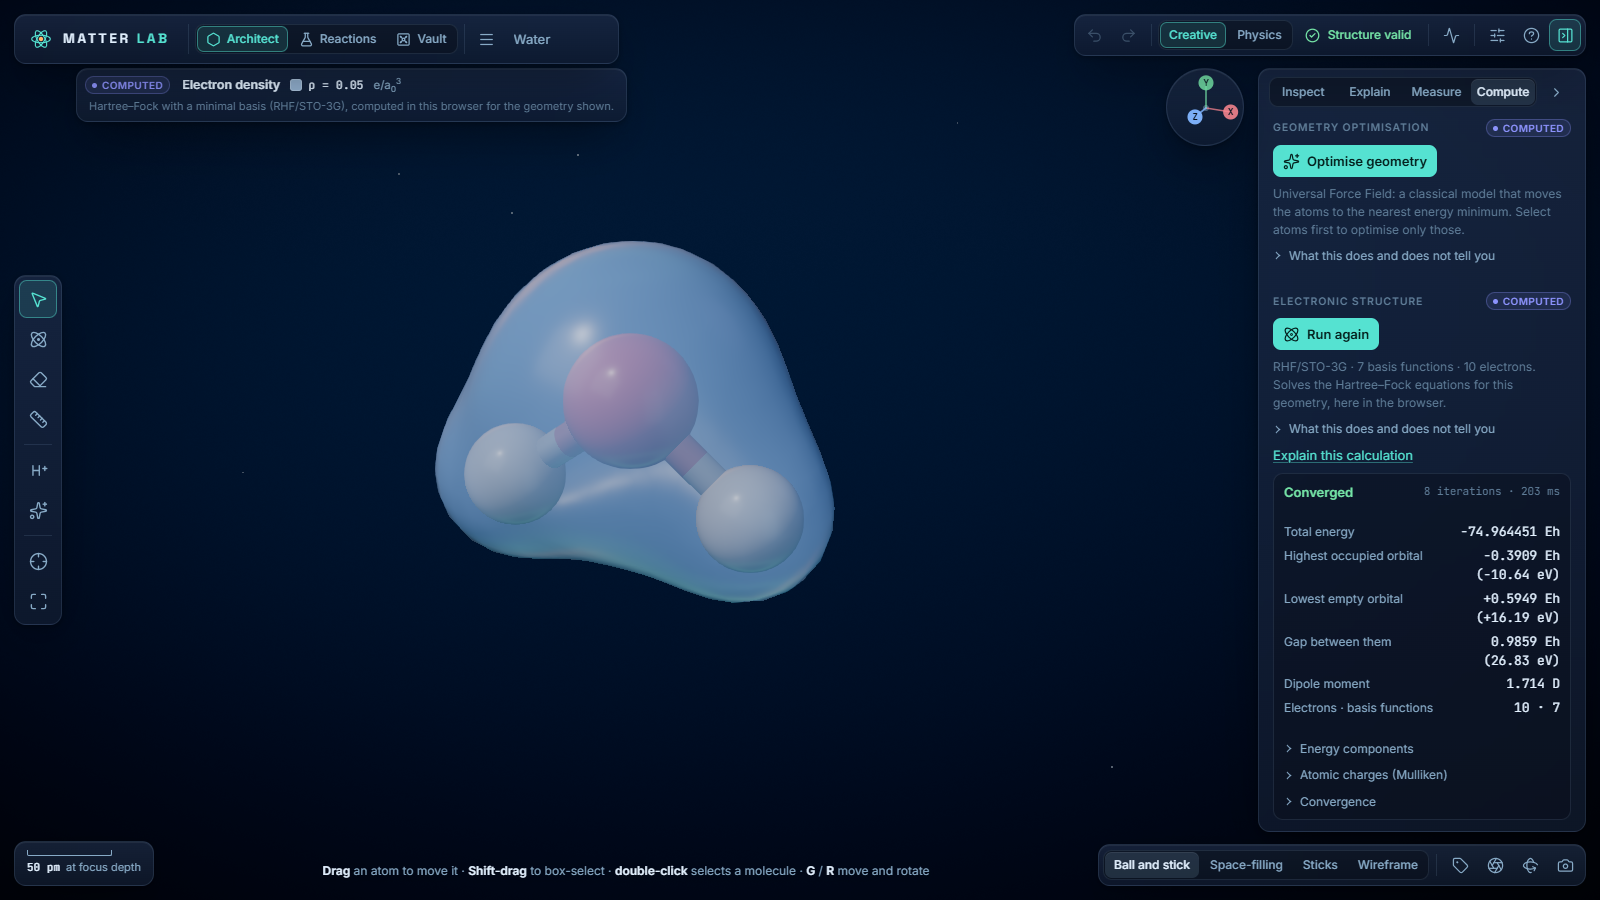 MATTER LAB
Architect
Reactions
Vault
Water
Creative
Physics
Structure valid
COMPUTED
Electron density
ρ = 0.05 e/a₀³
Hartree–Fock with a minimal basis (RHF/STO-3G), computed in this browser for the geometry shown.
Y
X
Z
Inspect
Explain
Measure
Compute
GEOMETRY OPTIMISATION
COMPUTED
Optimise geometry
Universal Force Field: a classical model that moves
the atoms to the nearest energy minimum. Select
atoms first to optimise only those.
What this does and does not tell you
ELECTRONIC STRUCTURE
COMPUTED
Run again
RHF/STO-3G · 7 basis functions · 10 electrons.
Solves the Hartree–Fock equations for this
geometry, here in the browser.
What this does and does not tell you
Explain this calculation
Converged
8 iterations · 203 ms
Total energy -74.964451 Eh
Highest occupied orbital -0.3909 Eh
(-10.64 eV)
Lowest empty orbital +0.5949 Eh
(+16.19 eV)
Gap between them 0.9859 Eh
(26.83 eV)
Dipole moment 1.714 D
Electrons · basis functions 10 · 7
Energy components
Atomic charges (Mulliken)
Convergence
H+
50 pm at focus depth
Drag an atom to move it · Shift-drag to box-select · double-click selects a molecule · G / R move and rotate
Ball and stick
Space-filling
Sticks
Wireframe